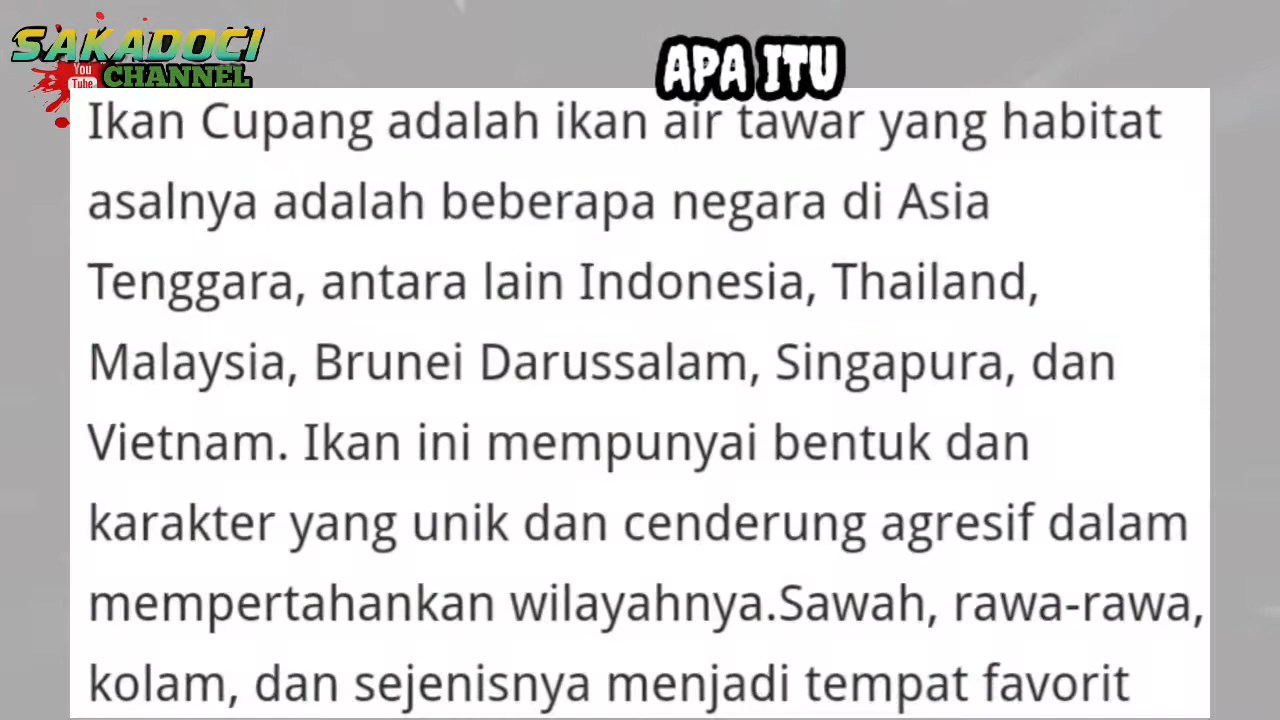 SAKADOCI
You
Tube
CHANNEL
APA ITU
Ikan Cupang adalah ikan air tawar yang habitat
asalnya adalah beberapa negara di Asia
Tenggara, antara lain Indonesia, Thailand,
Malaysia, Brunei Darussalam, Singapura, dan
Vietnam. Ikan ini mempunyai bentuk dan
karakter yang unik dan cenderung agresif dalam
mempertahankan wilayahnya.Sawah, rawa-rawa,
kolam, dan sejenisnya menjadi tempat favorit